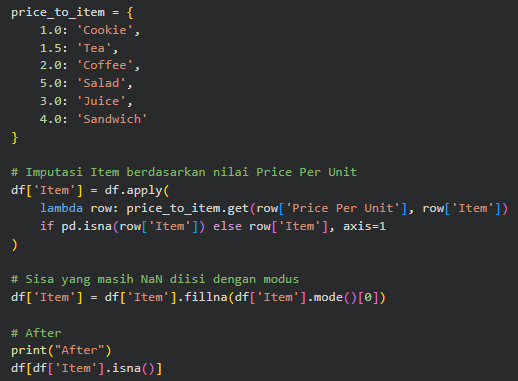 price_to_item = {
    1.0: 'Cookie',
    1.5: 'Tea',
    2.0: 'Coffee',
    5.0: 'Salad',
    3.0: 'Juice',
    4.0: 'Sandwich'
}

# Imputasi Item berdasarkan nilai Price Per Unit
df['Item'] = df.apply(
    lambda row: price_to_item.get(row['Price Per Unit'], row['Item'])
    if pd.isna(row['Item']) else row['Item'], axis=1
)

# Sisa yang masih NaN diisi dengan modus
df['Item'] = df['Item'].fillna(df['Item'].mode()[0])

# After
print("After")
df[df['Item'].isna()]